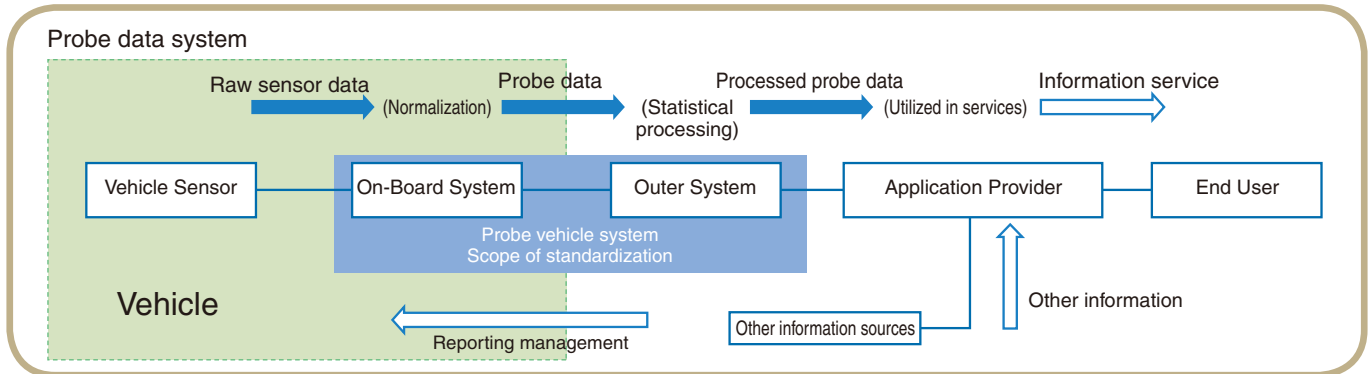 Probe data system
Raw sensor data
(Normalization)
Probe data
(Statistical
processing)
Processed probe data
(Utilized in services)
Information service
Vehicle Sensor
On-Board System
Outer System
Application Provider
End User
Probe vehicle system
Scope of standardization
Vehicle
Reporting management
Other information sources
Other information